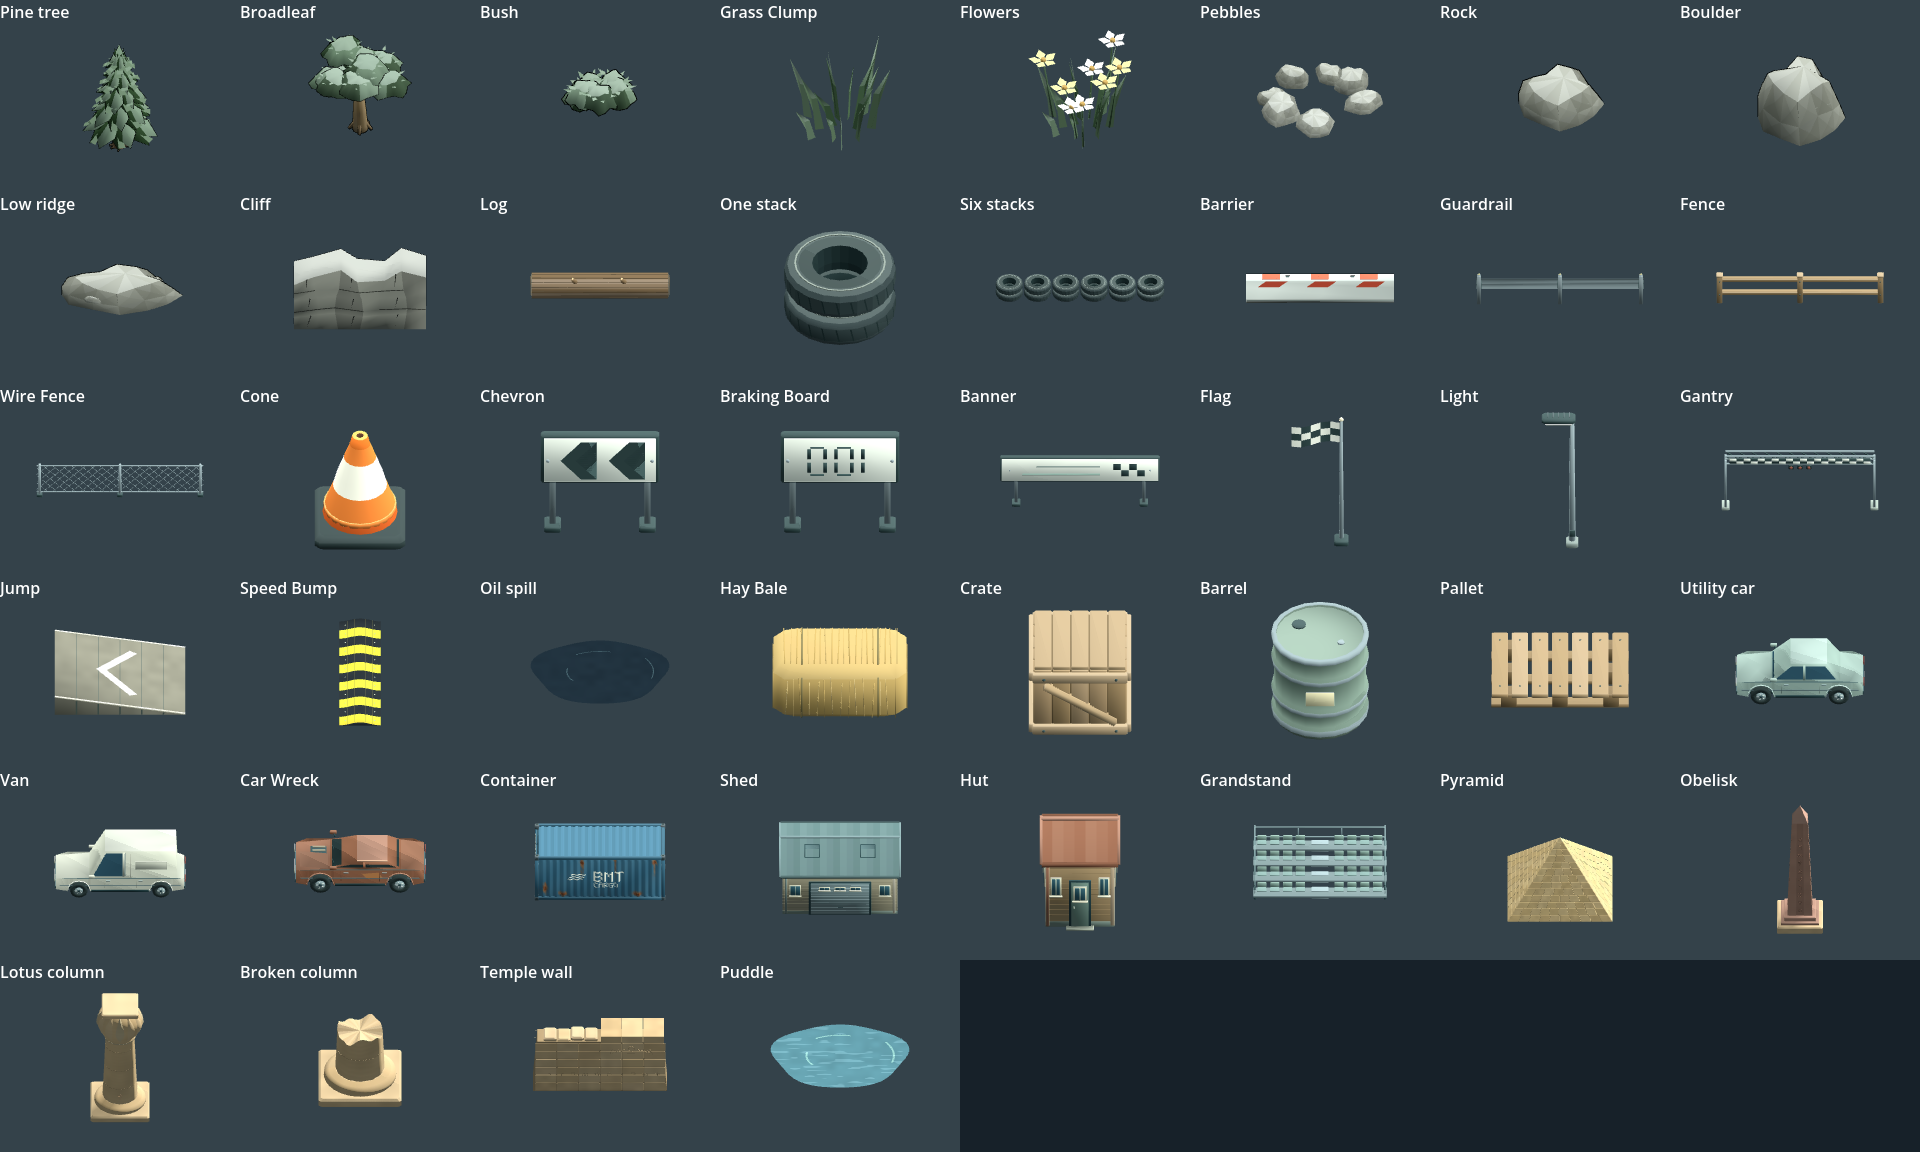 Pine tree
Broadleaf
Bush
Grass Clump
Flowers
Pebbles
Rock
Boulder
Low ridge
Cliff
Log
One stack
Six stacks
Barrier
Guardrail
Fence
Wire Fence
Cone
Chevron
Braking Board
001
Banner
Flag
Light
Gantry
Jump
Speed Bump
Oil spill
Hay Bale
Crate
Barrel
Pallet
Utility car
Van
Car Wreck
Container
BMT
CARGO
Shed
Hut
Grandstand
Pyramid
Obelisk
Lotus column
Broken column
Temple wall
Puddle